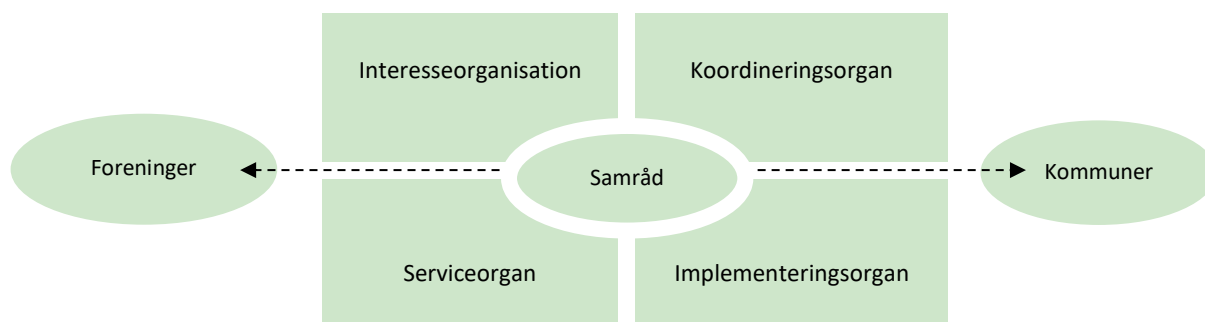 Interesseorganisation
Koordineringsorgan
Foreninger
Samråd
Kommuner
Serviceorgan
Implementeringsorgan